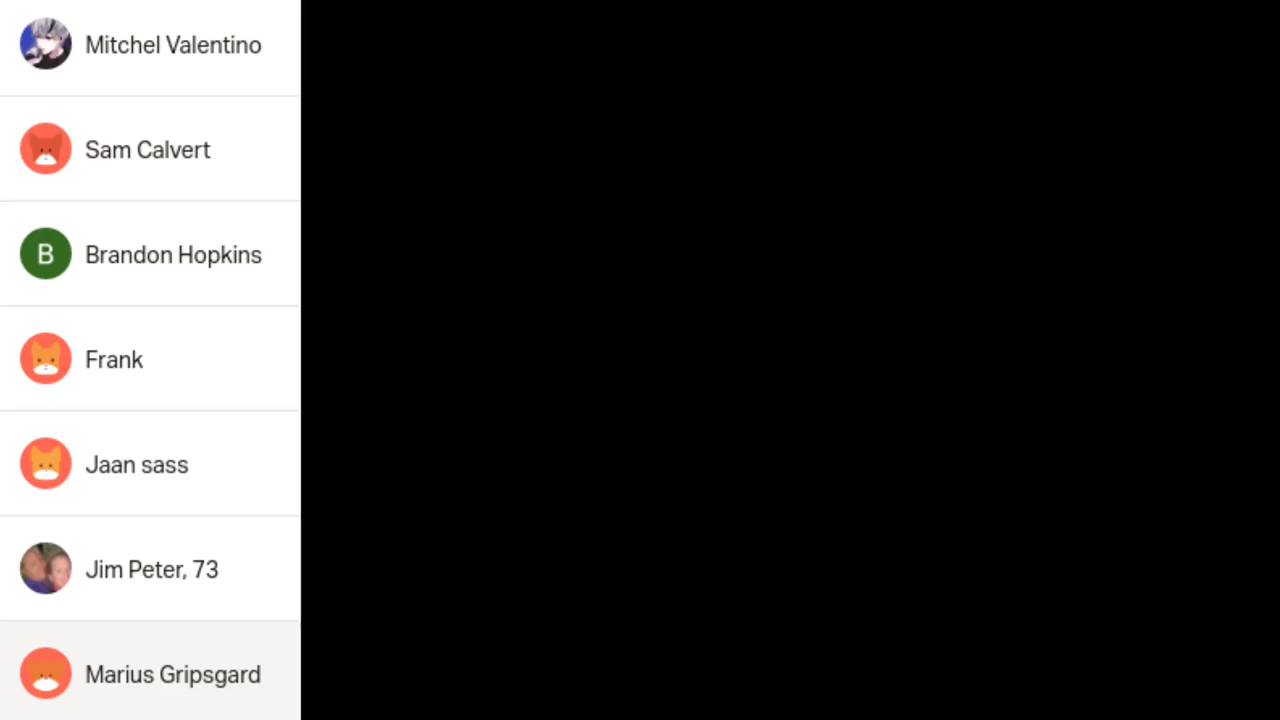 Mitchel Valentino
Sam Calvert
B Brandon Hopkins
Frank
Jaan sass
Jim Peter, 73
Marius Gripsgard